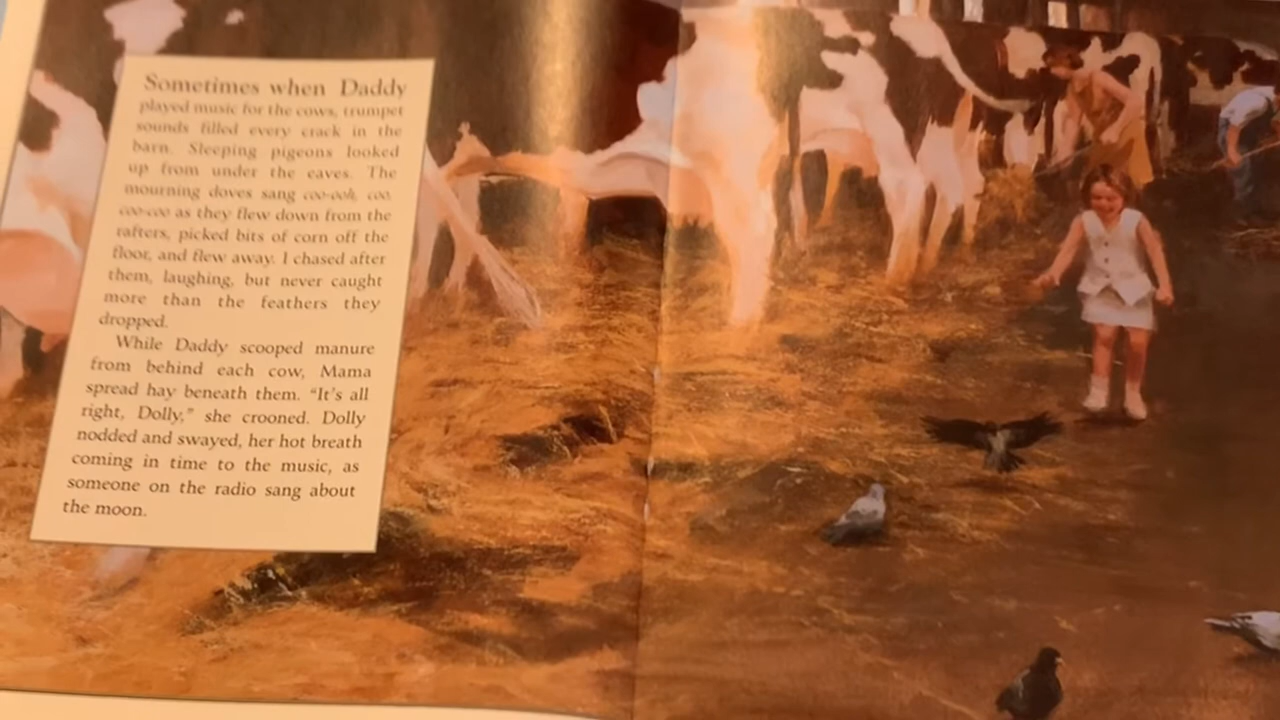 Sometimes when Daddy
played music for the cows, trumpet
sounds filled every crack in the
barn. Sleeping pigeons looked
up from under the eaves. The
mourning doves sang coo-ooh, coo,
coo-coo as they flew down from the
rafters, picked bits of corn off the
floor, and flew away. I chased after
them, laughing, but never caught
more than the feathers they
dropped.
While Daddy scooped manure
from behind each cow, Mama
spread hay beneath them. “It’s all
right, Dolly,” she crooned. Dolly
nodded and swayed, her hot breath
coming in time to the music, as
someone on the radio sang about
the moon.